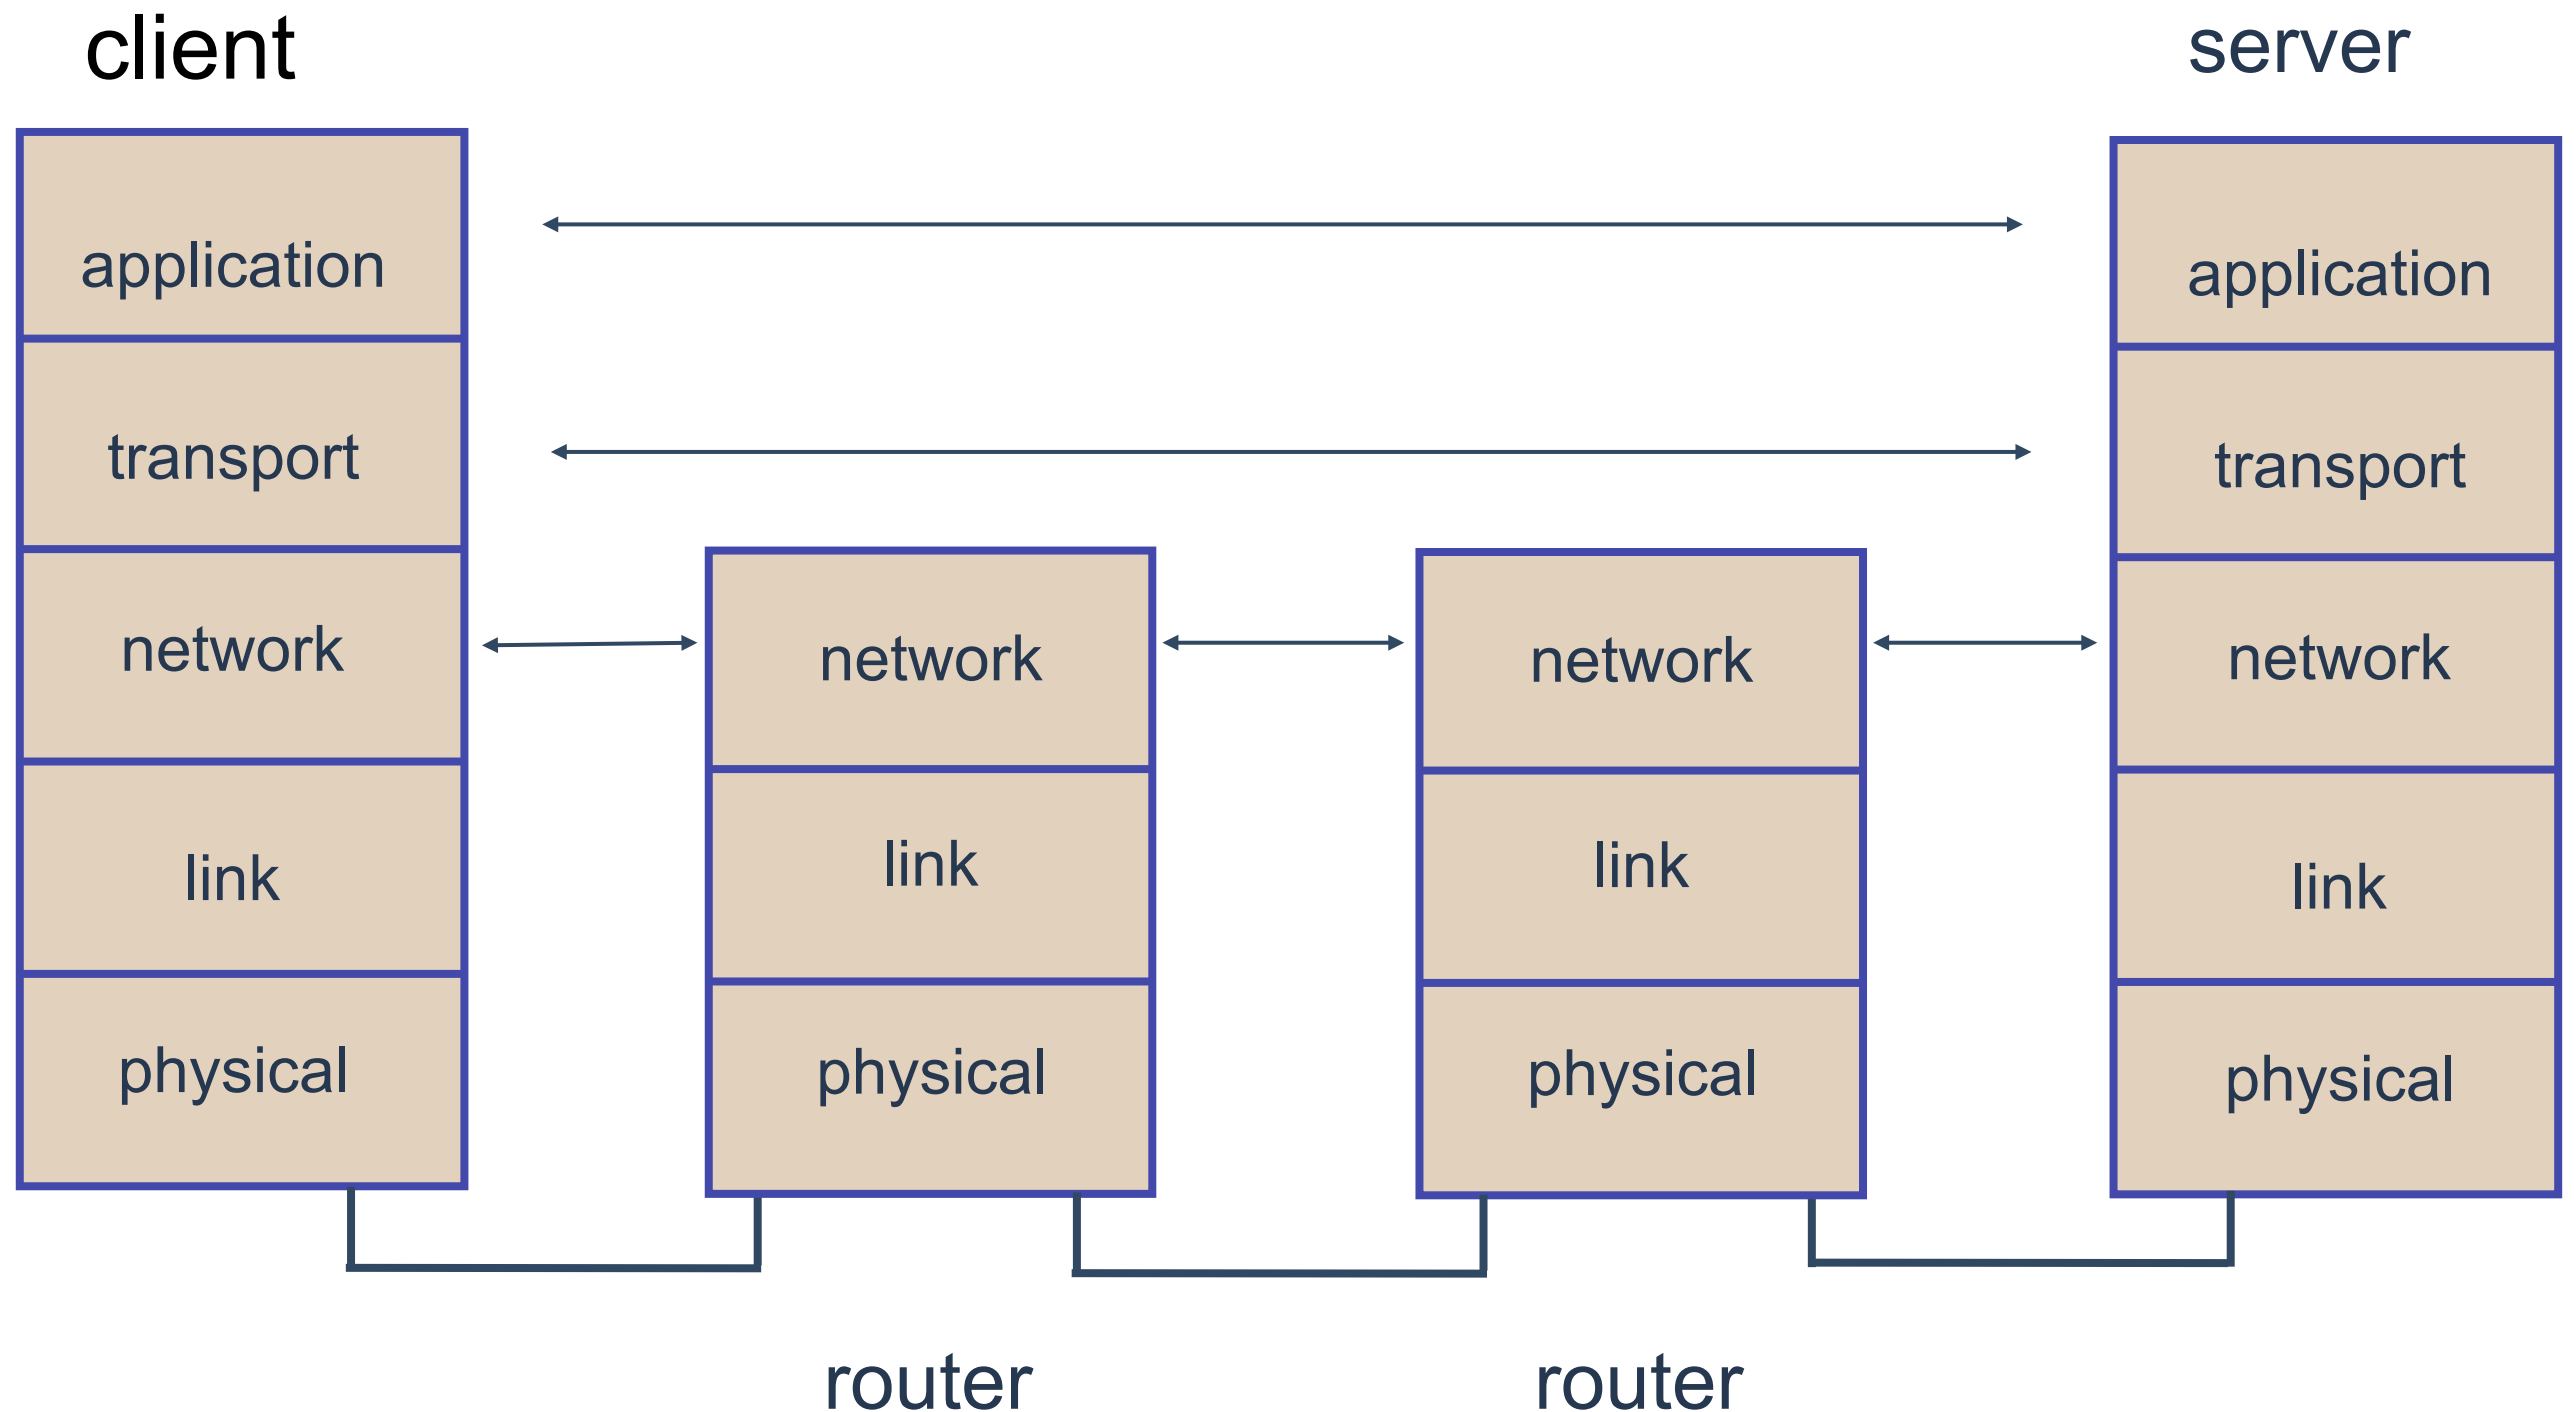 client
server
application
application
transport
transport
network
network
network
network
link
link
link
link
physical
physical
physical
physical
router
router